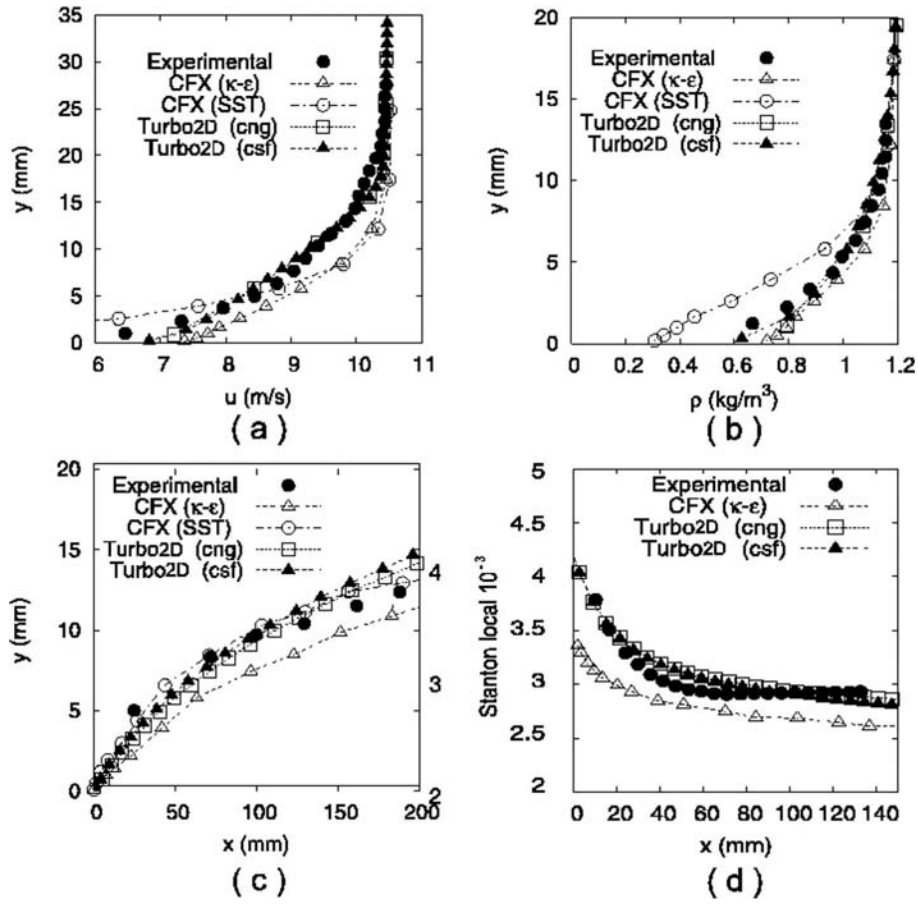 35
30
25
20
15
10
5
0
y (mm)
Experimental
CFX (κ-ε)
CFX (SST)
Turbo2D (cng)
Turbo2D (csf)
6 7 8 9 10 11
u (m/s)
( a )
20
15
10
5
0
y (mm)
Experimental
CFX (κ-ε)
CFX (SST)
Turbo2D (cng)
Turbo2D (csf)
0 0.2 0.4 0.6 0.8 1 1.2
ρ (kg/m³)
( b )
20
15
10
5
0
y (mm)
Experimental
CFX (κ-ε)
CFX (SST)
Turbo2D (cng)
Turbo2D (csf)
4
3
2
0 50 100 150 200
x (mm)
( c )
5
4.5
4
3.5
3
2.5
2
Stanton local 10⁻³
Experimental
CFX (κ-ε)
Turbo2D (cng)
Turbo2D (csf)
0 20 40 60 80 100 120 140
x (mm)
( d )